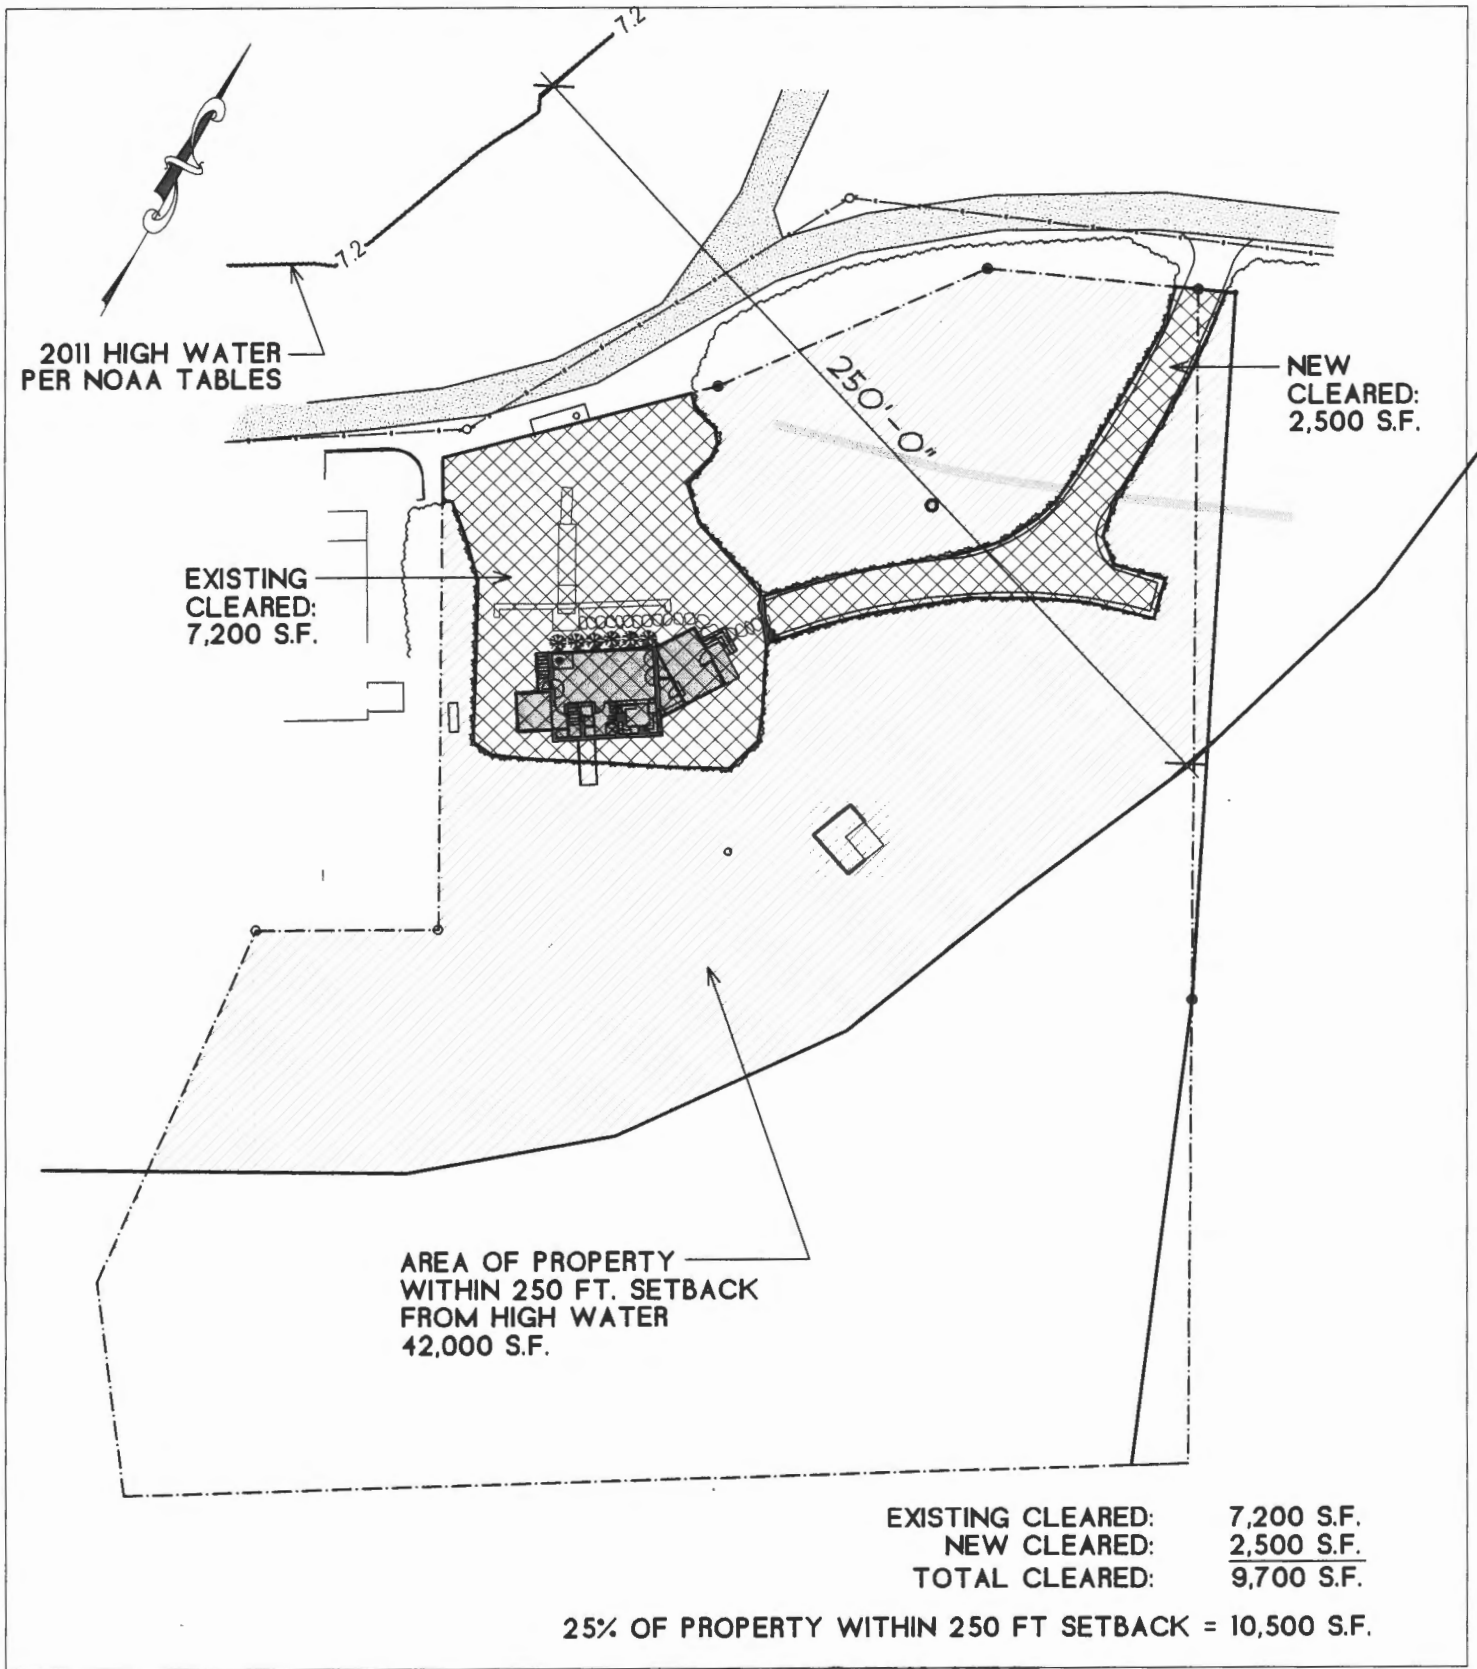 7.2
7.2
2011 HIGH WATER
PER NOAA TABLES
250'-0"
NEW
CLEARED:
2,500 S.F.
EXISTING
CLEARED:
7,200 S.F.
AREA OF PROPERTY
WITHIN 250 FT. SETBACK
FROM HIGH WATER
42,000 S.F.
EXISTING CLEARED: 7,200 S.F.
NEW CLEARED: 2,500 S.F.
TOTAL CLEARED: 9,700 S.F.
25% OF PROPERTY WITHIN 250 FT SETBACK = 10,500 S.F.